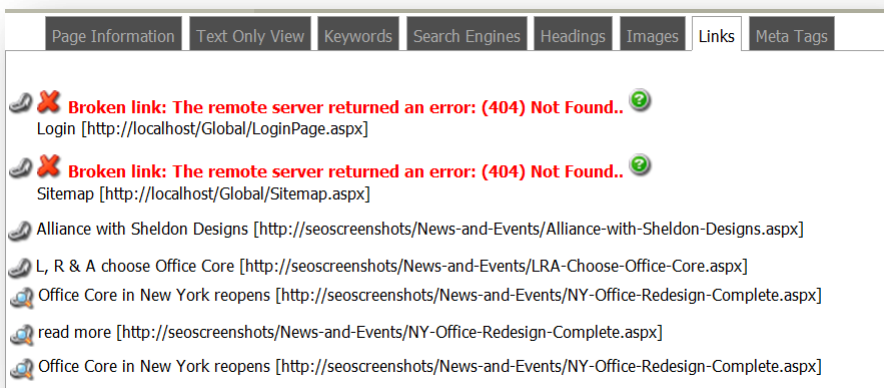 Page Information Text Only View Keywords Search Engines Headings Images Links Meta Tags
Broken link: The remote server returned an error: (404) Not Found..
Login [http://localhost/Global/LoginPage.aspx]
Broken link: The remote server returned an error: (404) Not Found..
Sitemap [http://localhost/Global/Sitemap.aspx]
Alliance with Sheldon Designs [http://seoscreenshots/News-and-Events/Alliance-with-Sheldon-Designs.aspx]
L, R & A choose Office Core [http://seoscreenshots/News-and-Events/LRA-Choose-Office-Core.aspx]
Office Core in New York reopens [http://seoscreenshots/News-and-Events/NY-Office-Redesign-Complete.aspx]
read more [http://seoscreenshots/News-and-Events/NY-Office-Redesign-Complete.aspx]
Office Core in New York reopens [http://seoscreenshots/News-and-Events/NY-Office-Redesign-Complete.aspx]